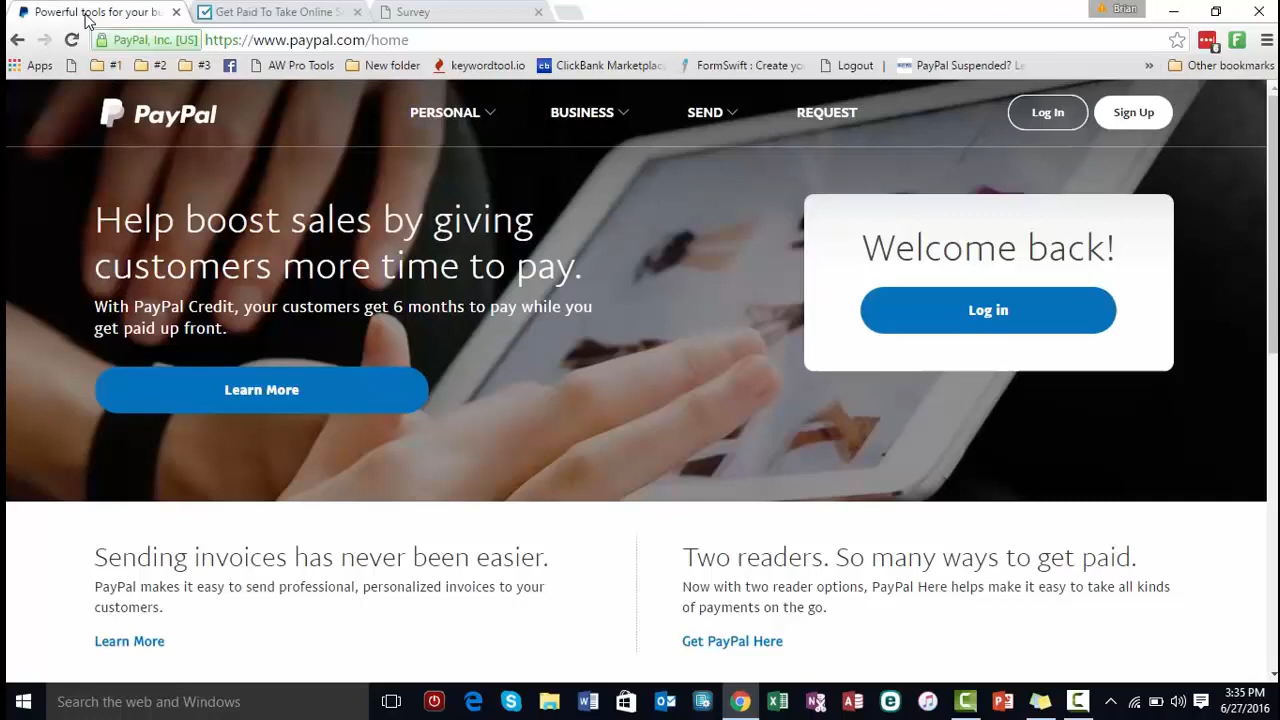 Powerful tools for your bu
Get Paid To Take Online S
Survey
Brian
PayPal, Inc. [US]
https://www.paypal.com/home
6
Apps
#1
#2
#3
AW Pro Tools
New folder
keywordtool.io
ClickBank Marketplac
FormSwift : Create yo
Logout
PayPal Suspended? Le
»
Other bookmarks
PayPal
PERSONAL
BUSINESS
SEND
REQUEST
Log In
Sign Up
Help boost sales by giving
customers more time to pay.
With PayPal Credit, your customers get 6 months to pay while you
get paid up front.
Learn More
Welcome back!
Log in
Sending invoices has never been easier.
PayPal makes it easy to send professional, personalized invoices to your
customers.
Learn More
Two readers. So many ways to get paid.
Now with two reader options, PayPal Here helps make it easy to take all kinds
of payments on the go.
Get PayPal Here
Search the web and Windows
3:35 PM
6/27/2016